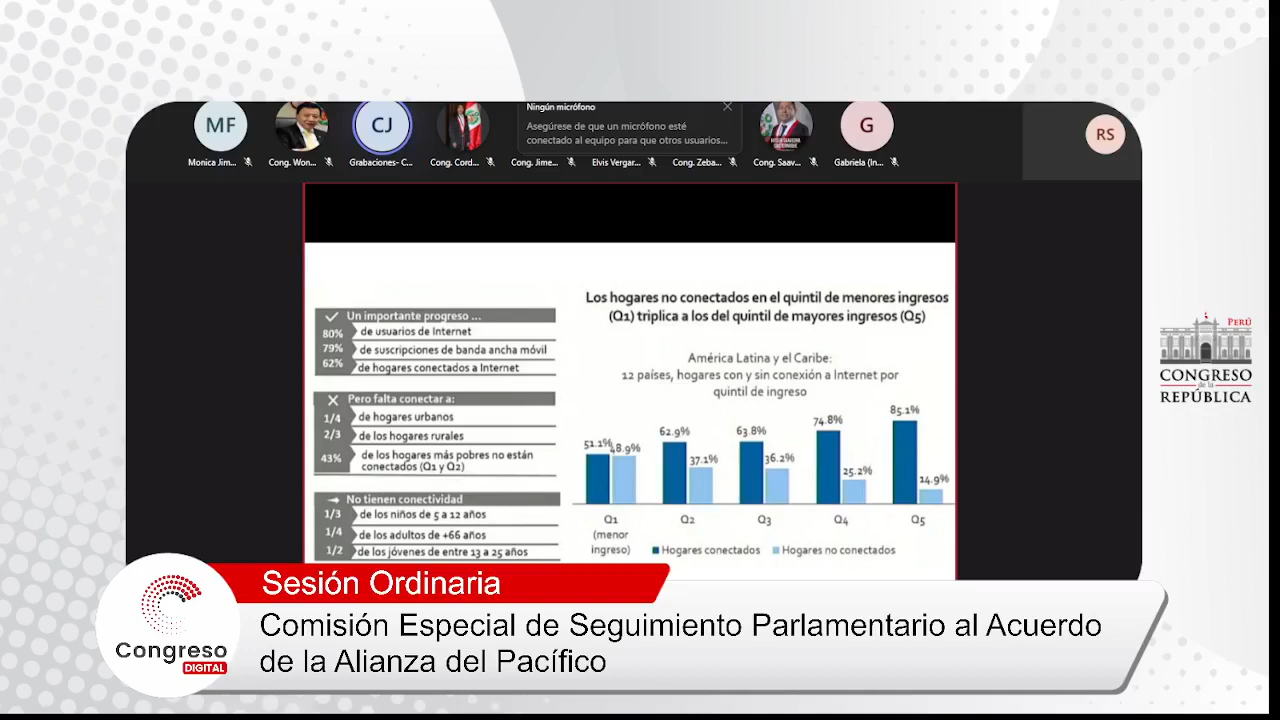 Ningún micrófono
Asegúrese de que un micrófono esté
conectado al equipo para que otros usuarios...
MF
CJ
G
RS
Monica Jim...
Cong. Won...
Grabaciones- C...
Cong. Cord...
Cong. Jime...
Elvis Vergar...
Cong. Zeba...
Cong. Saav...
Gabriela (In...
Un importante progreso ...
80% de usuarios de Internet
79% de suscripciones de banda ancha móvil
62% de hogares conectados a Internet
Pero falta conectar a:
1/4 de hogares urbanos
2/3 de los hogares rurales
43% de los hogares más pobres no están
conectados (Q1 y Q2)
No tienen conectividad
1/3 de los niños de 5 a 12 años
1/4 de los adultos de +66 años
1/2 de los jóvenes de entre 13 a 25 años
Los hogares no conectados en el quintil de menores ingresos
(Q1) triplica a los del quintil de mayores ingresos (Q5)
América Latina y el Caribe:
12 países, hogares con y sin conexión a Internet por
quintil de ingreso
51.1% 48.9%
62.9% 37.1%
63.8% 36.2%
74.8% 25.2%
85.1% 14.9%
Q1 Q2 Q3 Q4 Q5
(menor
ingreso)
Hogares conectados Hogares no conectados
PERÚ
CONGRESO
de la
REPÚBLICA
Congreso
DIGITAL
Sesión Ordinaria
Comisión Especial de Seguimiento Parlamentario al Acuerdo
de la Alianza del Pacífico